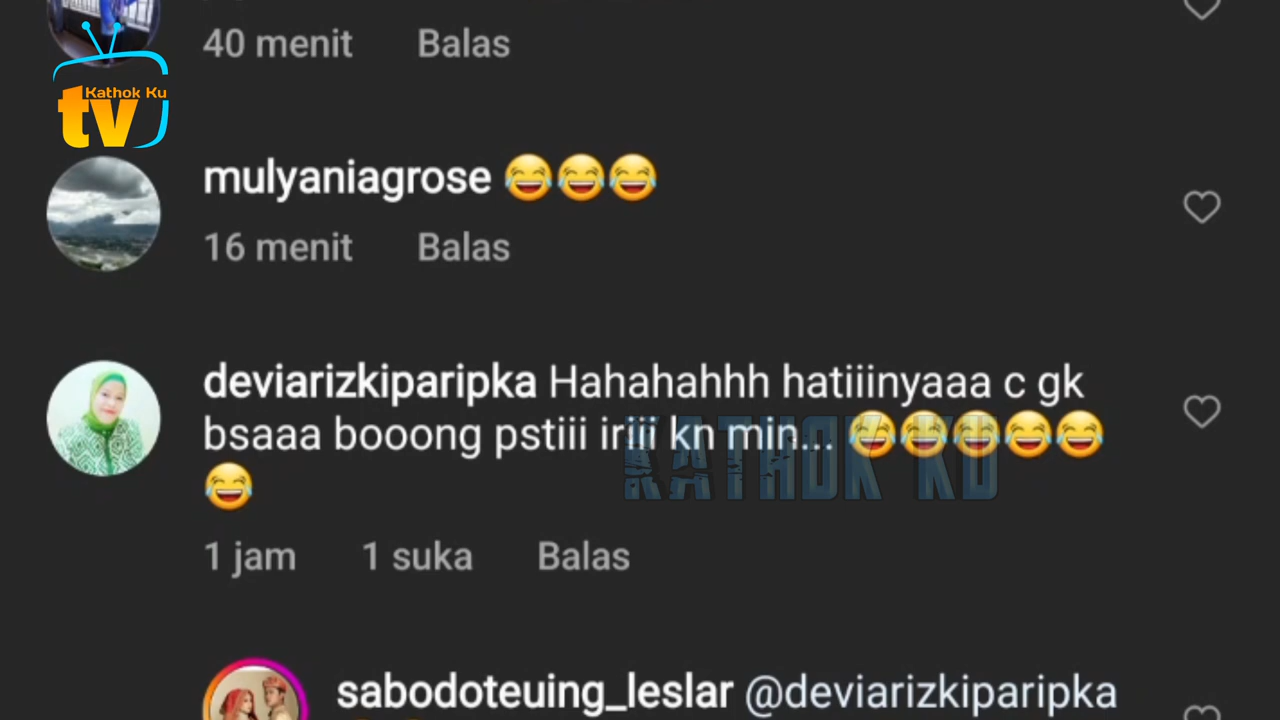 40 menit Balas
Kathok Ku
tv
mulyaniagrose 😂😂😂
16 menit Balas
deviarizkiparipka Hahahahhh hatiiinyaaa c gk
bsaaa booong pstiii iriii kn min... 😂😂😂😂😂
😂
KATHOK KU
1 jam 1 suka Balas
sabodoteuing_leslar @deviarizkiparipka